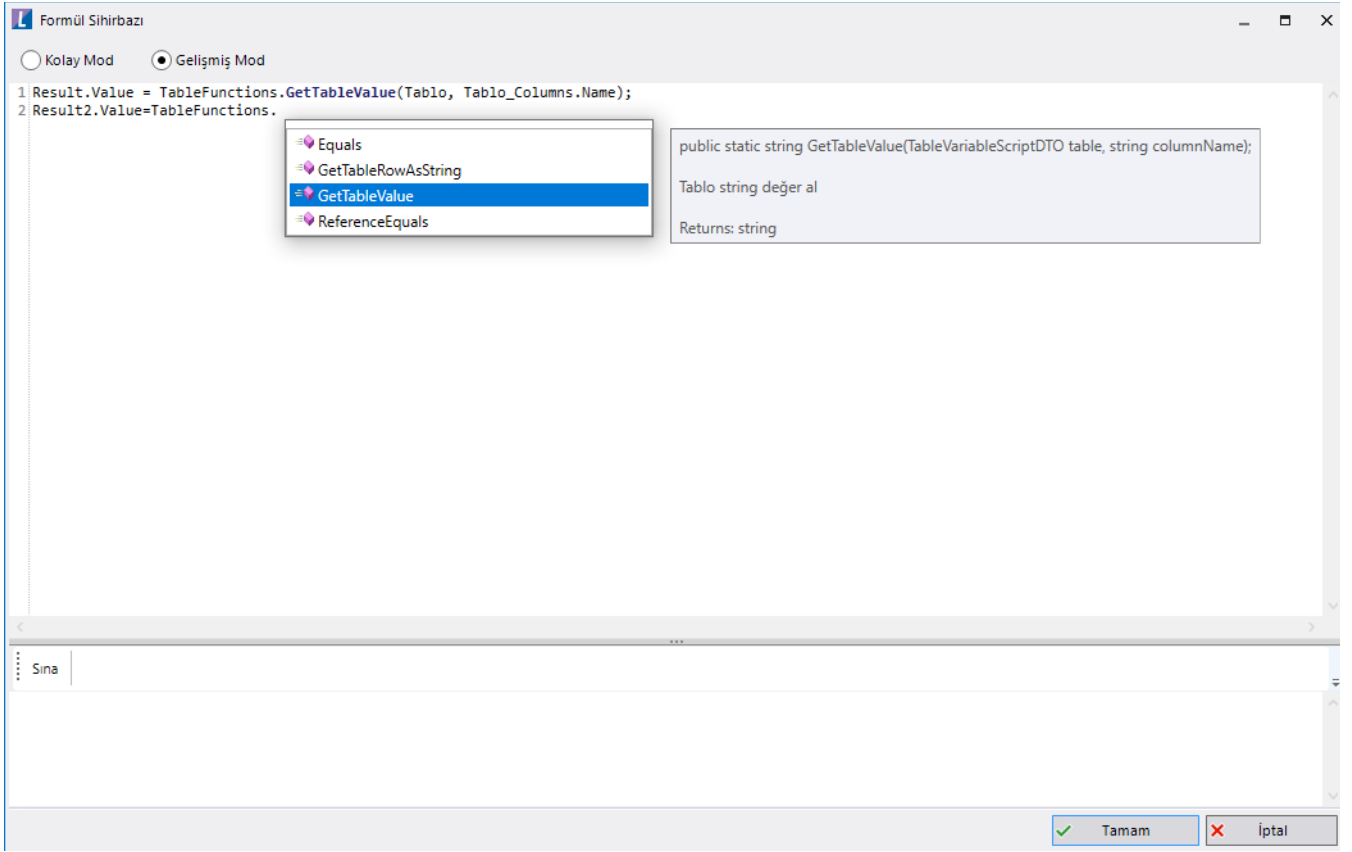 Formül Sihirbazı
Kolay Mod Gelişmiş Mod
1 Result.Value = TableFunctions.GetTableValue(Tablo, Tablo_Columns.Name);
2 Result2.Value=TableFunctions.
Equals
GetTableRowAsString
GetTableValue
ReferenceEquals
public static string GetTableValue(TableVariableScriptDTO table, string columnName);
Tablo string değer al
Returns: string
Sına
Tamam
İptal